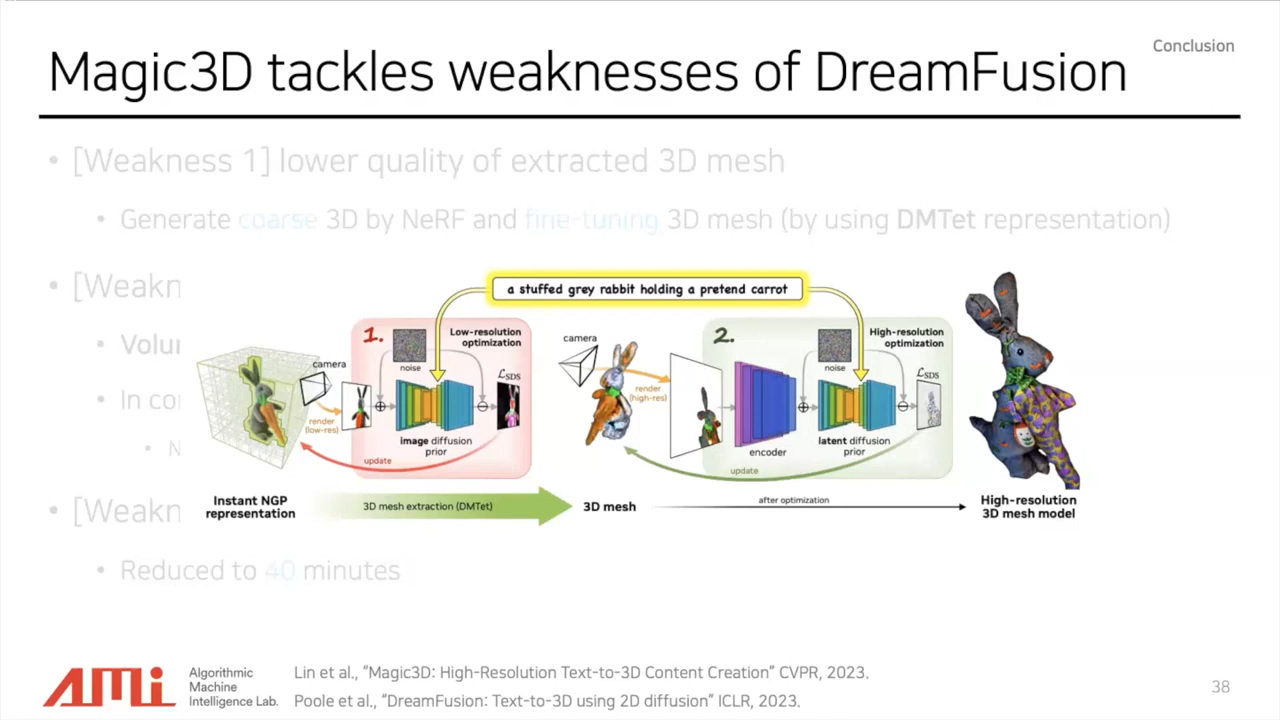 Conclusion
Magic3D tackles weaknesses of DreamFusion
• [Weakness 1] lower quality of extracted 3D mesh
• Generate coarse 3D by NeRF and fine-tuning 3D mesh (by using DMTet representation)
• [Weakn
a stuffed grey rabbit holding a pretend carrot
1.
Low-resolution
optimization
noise
camera
render
(low-res)
LSDS
image diffusion
prior
update
camera
render
(high-res)
2.
High-resolution
optimization
noise
LSDS
encoder
latent diffusion
prior
update
• Volu
• In co
• N
Instant NGP
representation
3D mesh extraction (DMTet)
3D mesh
after optimization
High-resolution
3D mesh model
• [Weakn
• Reduced to 40 minutes
AMi
Algorithmic
Machine
Intelligence Lab.
Lin et al., “Magic3D: High-Resolution Text-to-3D Content Creation” CVPR, 2023.
Poole et al., “DreamFusion: Text-to-3D using 2D diffusion” ICLR, 2023.
38